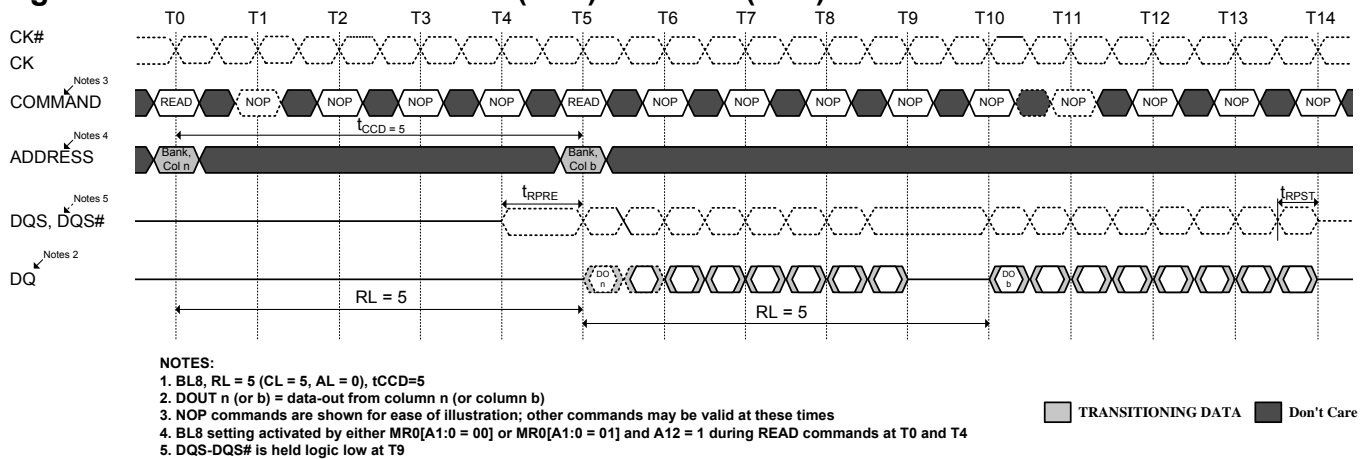 T0 T1 T2 T3 T4 T5 T6 T7 T8 T9 T10 T11 T12 T13 T14
CK#
CK
Notes 3
COMMAND READ NOP NOP NOP NOP READ NOP NOP NOP NOP NOP NOP NOP NOP NOP
tCCD = 5
Notes 4
ADDRESS
Bank, Col n
Bank, Col b
tRPRE
tRPST
Notes 5
DQS, DQS#
Notes 2
DQ
DO n
DO b
RL = 5
RL = 5
NOTES:
1. BL8, RL = 5 (CL = 5, AL = 0), tCCD=5
2. DOUT n (or b) = data-out from column n (or column b)
3. NOP commands are shown for ease of illustration; other commands may be valid at these times
4. BL8 setting activated by either MR0[A1:0 = 00] or MR0[A1:0 = 01] and A12 = 1 during READ commands at T0 and T4
5. DQS-DQS# is held logic low at T9
TRANSITIONING DATA
Don't Care